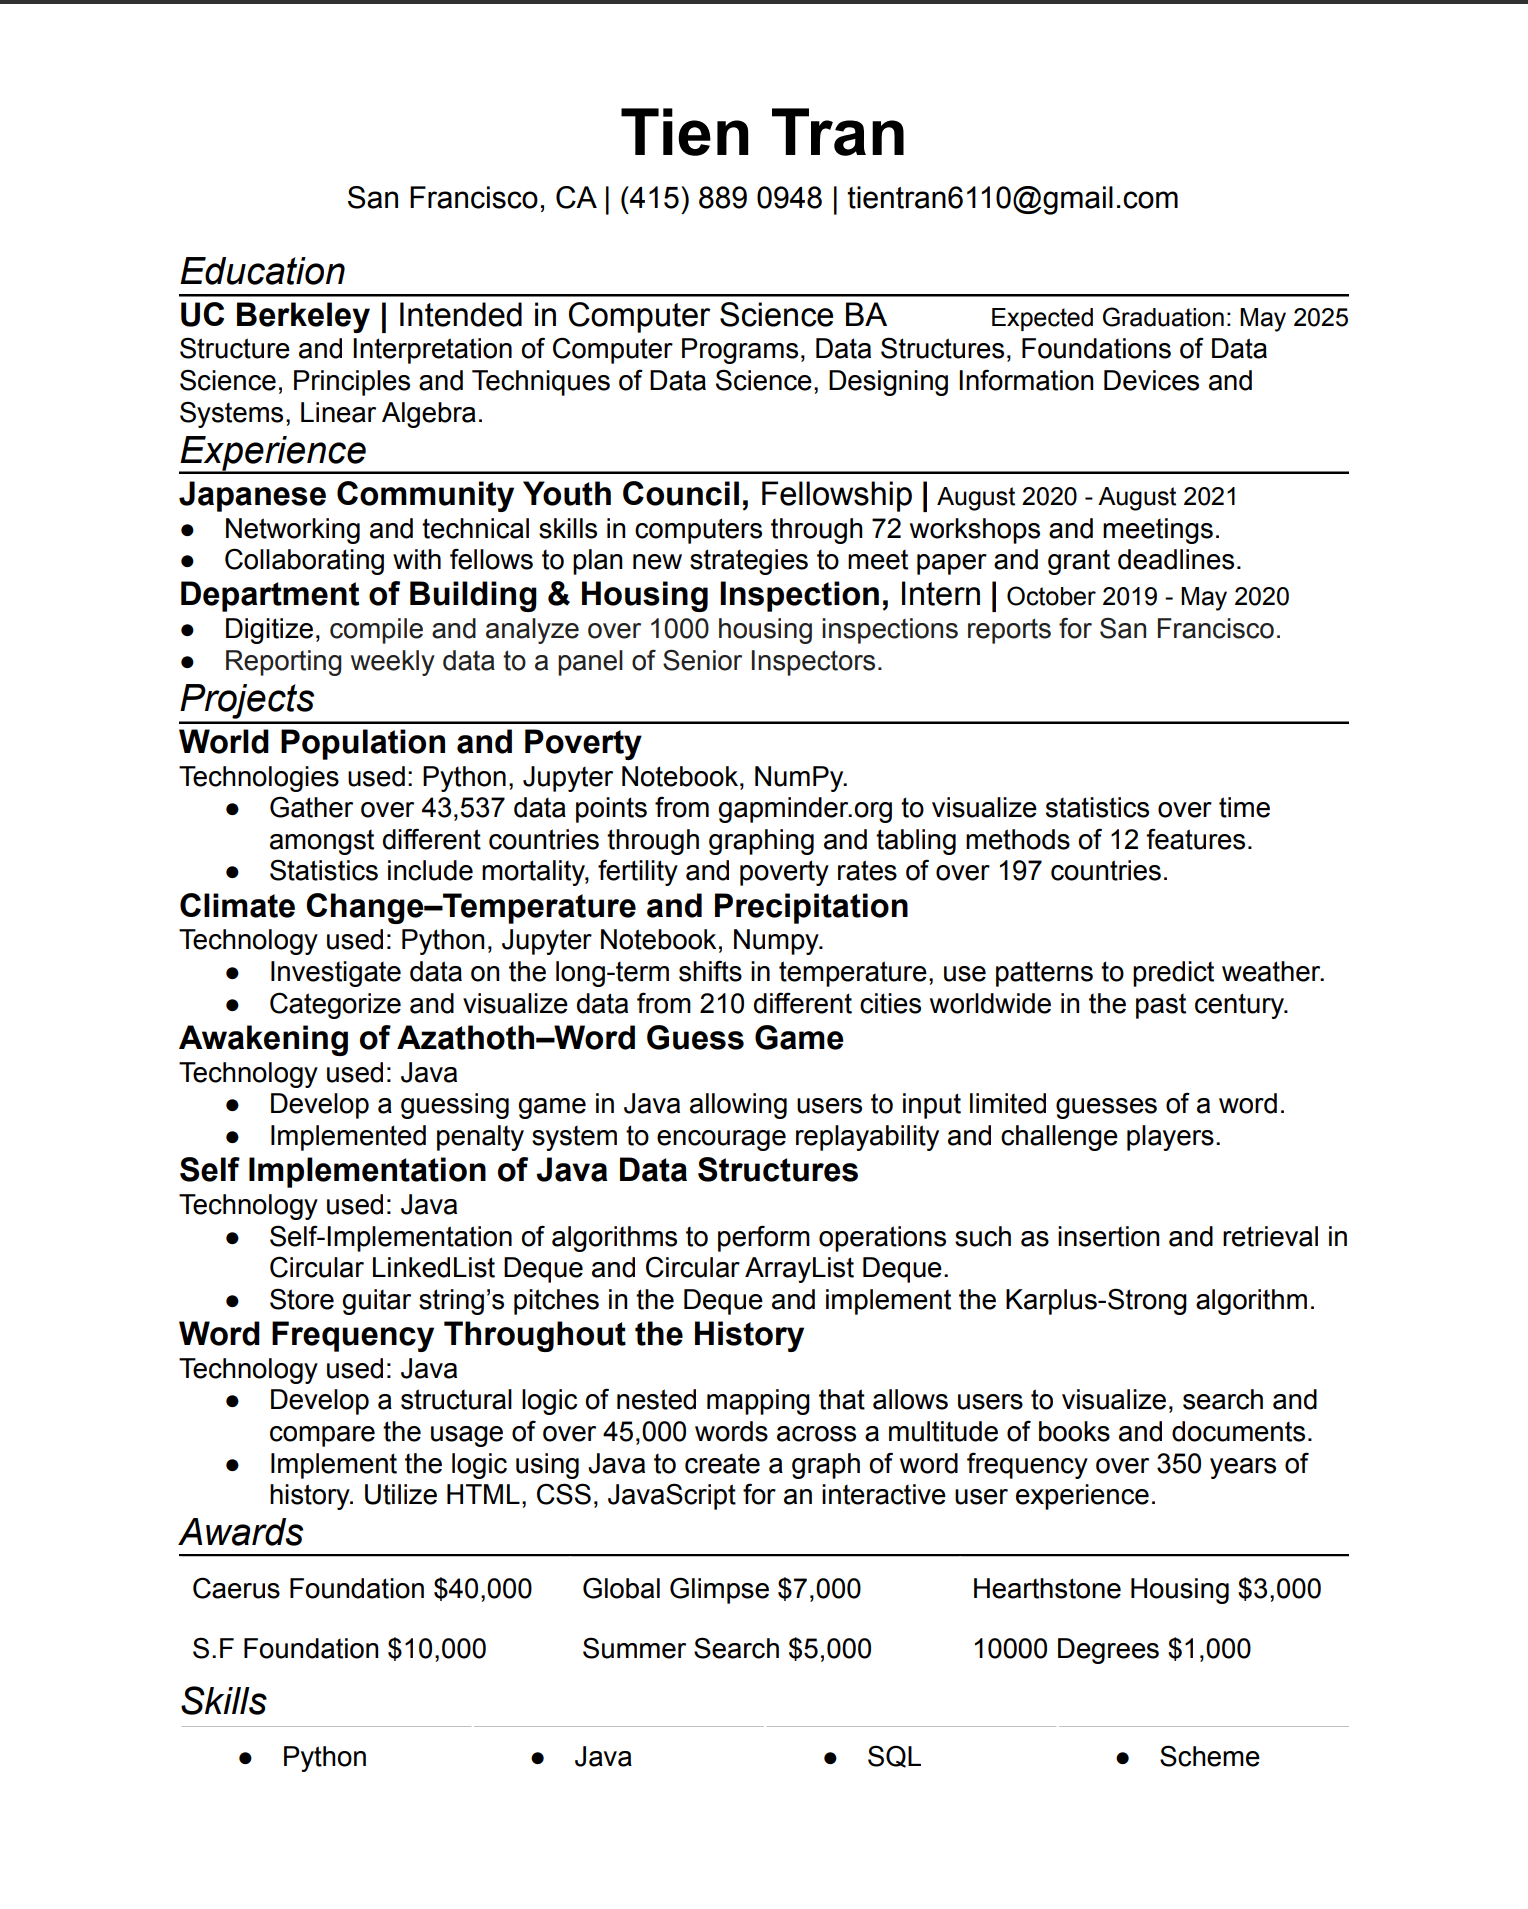 Tien Tran
San Francisco, CA | (415) 889 0948 | tientran6110@gmail.com
Education
UC Berkeley | Intended in Computer Science BA Expected Graduation: May 2025
Structure and Interpretation of Computer Programs, Data Structures, Foundations of Data
Science, Principles and Techniques of Data Science, Designing Information Devices and
Systems, Linear Algebra.
Experience
Japanese Community Youth Council, Fellowship | August 2020 - August 2021
● Networking and technical skills in computers through 72 workshops and meetings.
● Collaborating with fellows to plan new strategies to meet paper and grant deadlines.
Department of Building & Housing Inspection, Intern | October 2019 - May 2020
● Digitize, compile and analyze over 1000 housing inspections reports for San Francisco.
● Reporting weekly data to a panel of Senior Inspectors.
Projects
World Population and Poverty
Technologies used: Python, Jupyter Notebook, NumPy.
● Gather over 43,537 data points from gapminder.org to visualize statistics over time
amongst different countries through graphing and tabling methods of 12 features.
● Statistics include mortality, fertility and poverty rates of over 197 countries.
Climate Change–Temperature and Precipitation
Technology used: Python, Jupyter Notebook, Numpy.
● Investigate data on the long-term shifts in temperature, use patterns to predict weather.
● Categorize and visualize data from 210 different cities worldwide in the past century.
Awakening of Azathoth–Word Guess Game
Technology used: Java
● Develop a guessing game in Java allowing users to input limited guesses of a word.
● Implemented penalty system to encourage replayability and challenge players.
Self Implementation of Java Data Structures
Technology used: Java
● Self-Implementation of algorithms to perform operations such as insertion and retrieval in
Circular LinkedList Deque and Circular ArrayList Deque.
● Store guitar string’s pitches in the Deque and implement the Karplus-Strong algorithm.
Word Frequency Throughout the History
Technology used: Java
● Develop a structural logic of nested mapping that allows users to visualize, search and
compare the usage of over 45,000 words across a multitude of books and documents.
● Implement the logic using Java to create a graph of word frequency over 350 years of
history. Utilize HTML, CSS, JavaScript for an interactive user experience.
Awards
Caerus Foundation $40,000 Global Glimpse $7,000 Hearthstone Housing $3,000
S.F Foundation $10,000 Summer Search $5,000 10000 Degrees $1,000
Skills
● Python ● Java ● SQL ● Scheme